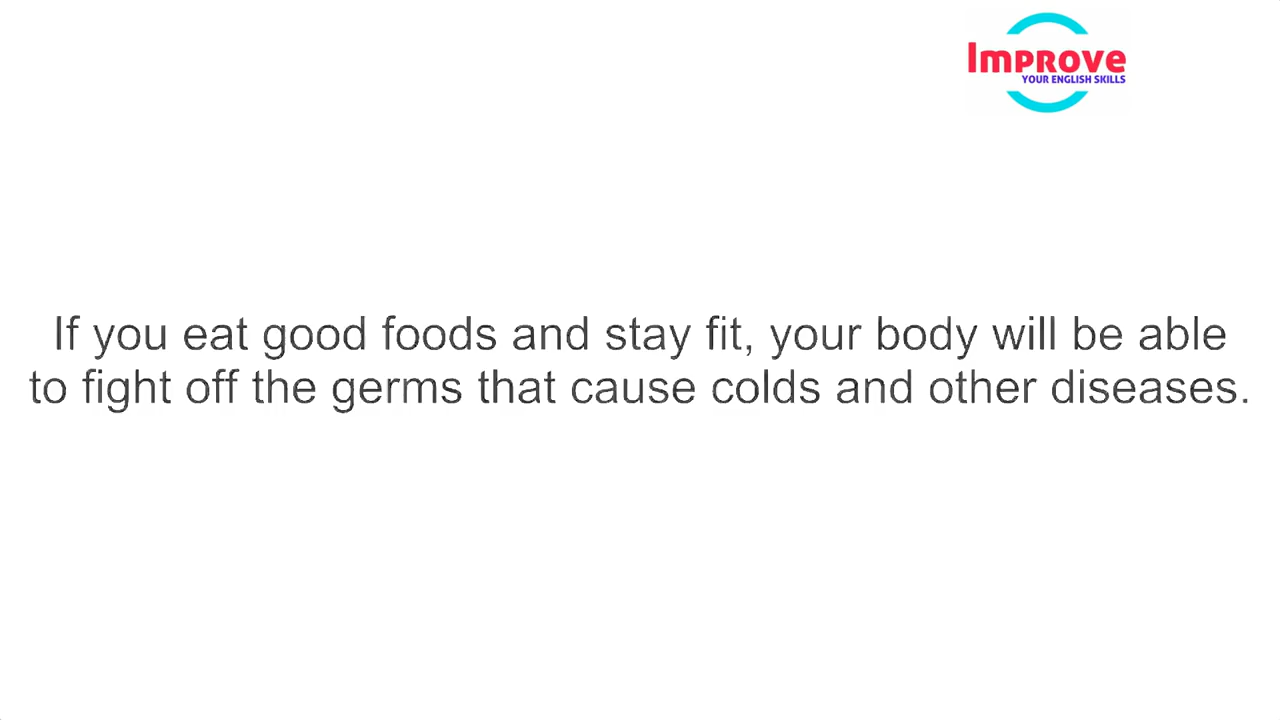 Improve
YOUR ENGLISH SKILLS
If you eat good foods and stay fit, your body will be able
to fight off the germs that cause colds and other diseases.